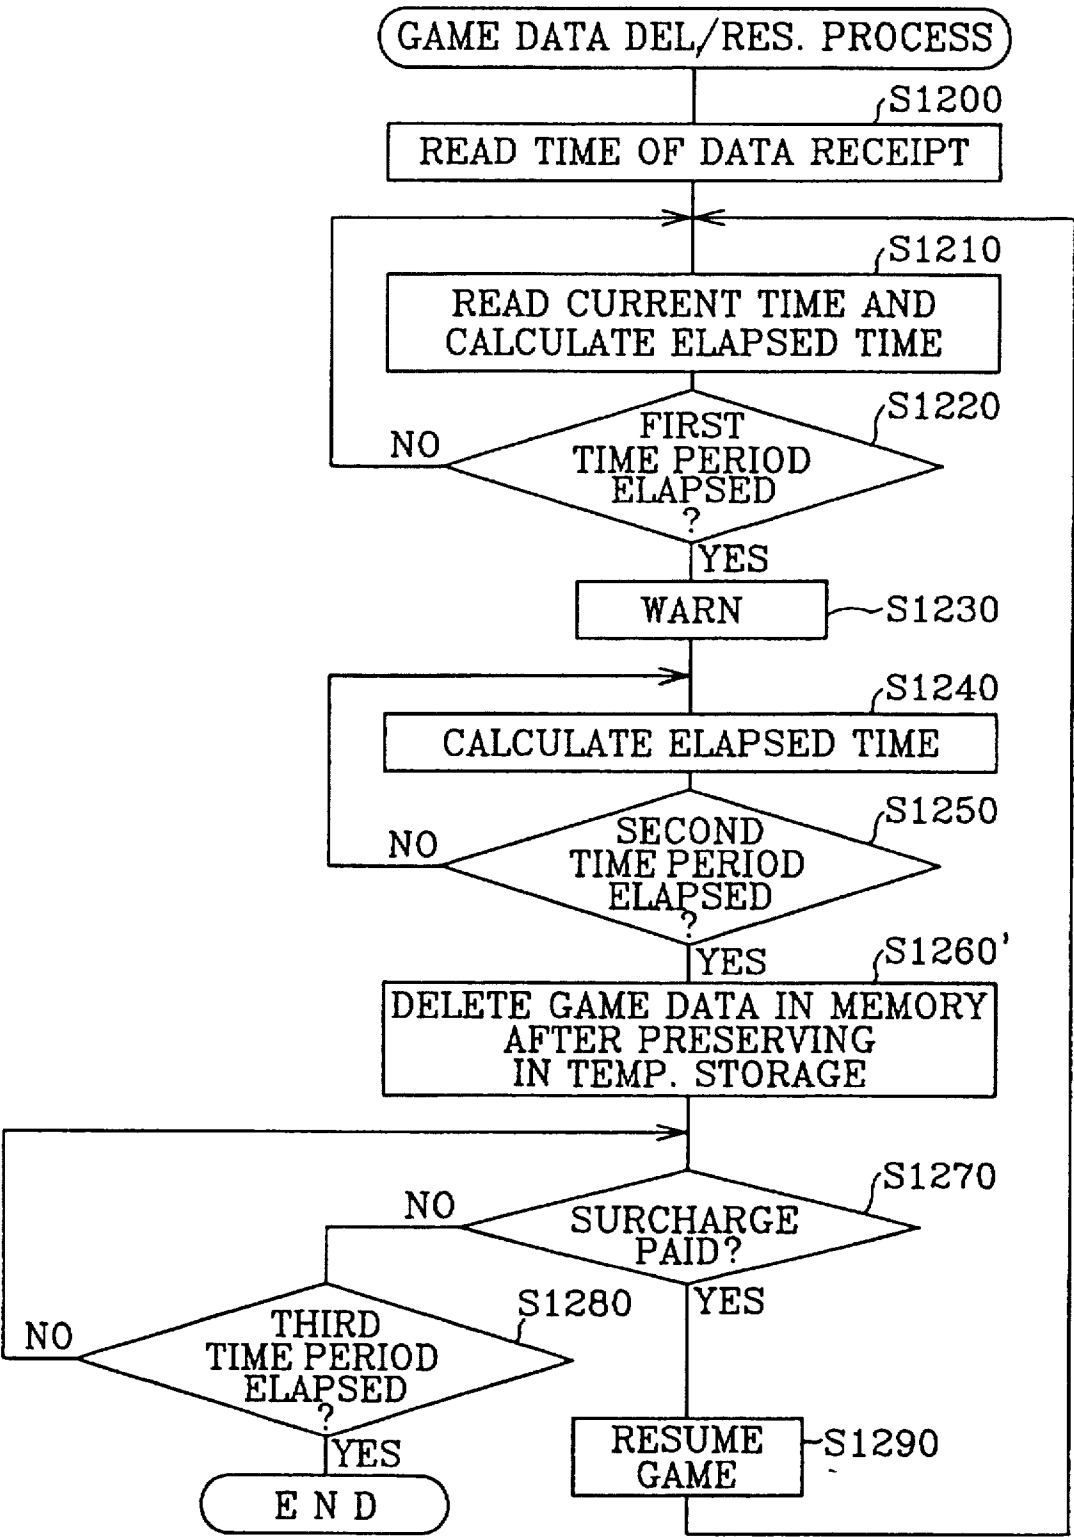 GAME DATA DEL/RES. PROCESS
S1200
READ TIME OF DATA RECEIPT
S1210
READ CURRENT TIME AND
CALCULATE ELAPSED TIME
S1220
FIRST
TIME PERIOD
ELAPSED
?
NO
YES
WARN
S1230
S1240
CALCULATE ELAPSED TIME
S1250
SECOND
TIME PERIOD
ELAPSED
?
NO
YES
S1260'
DELETE GAME DATA IN MEMORY
AFTER PRESERVING
IN TEMP. STORAGE
S1270
NO
SURCHARGE
PAID?
YES
S1280
THIRD
TIME PERIOD
ELAPSED
?
NO
YES
RESUME
GAME
S1290
END